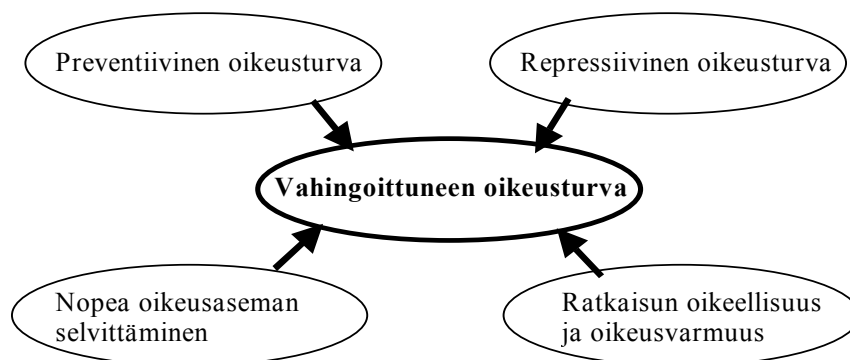 Preventiivinen oikeusturva
Repressiivinen oikeusturva
Vahingoittuneen oikeusturva
Nopea oikeusaseman
selvittäminen
Ratkaisun oikeellisuus
ja oikeusvarmuus